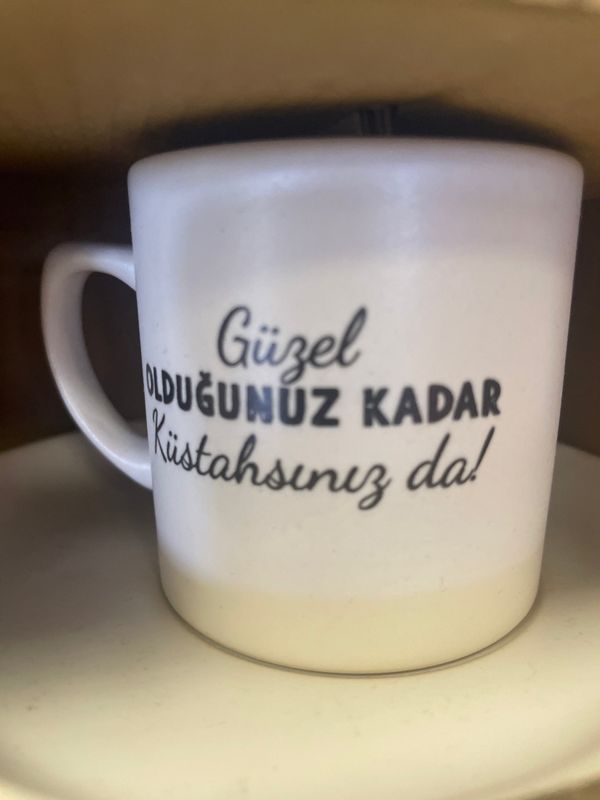 Güzel
OLDUĞUNUZ KADAR
Küstahsınız da!